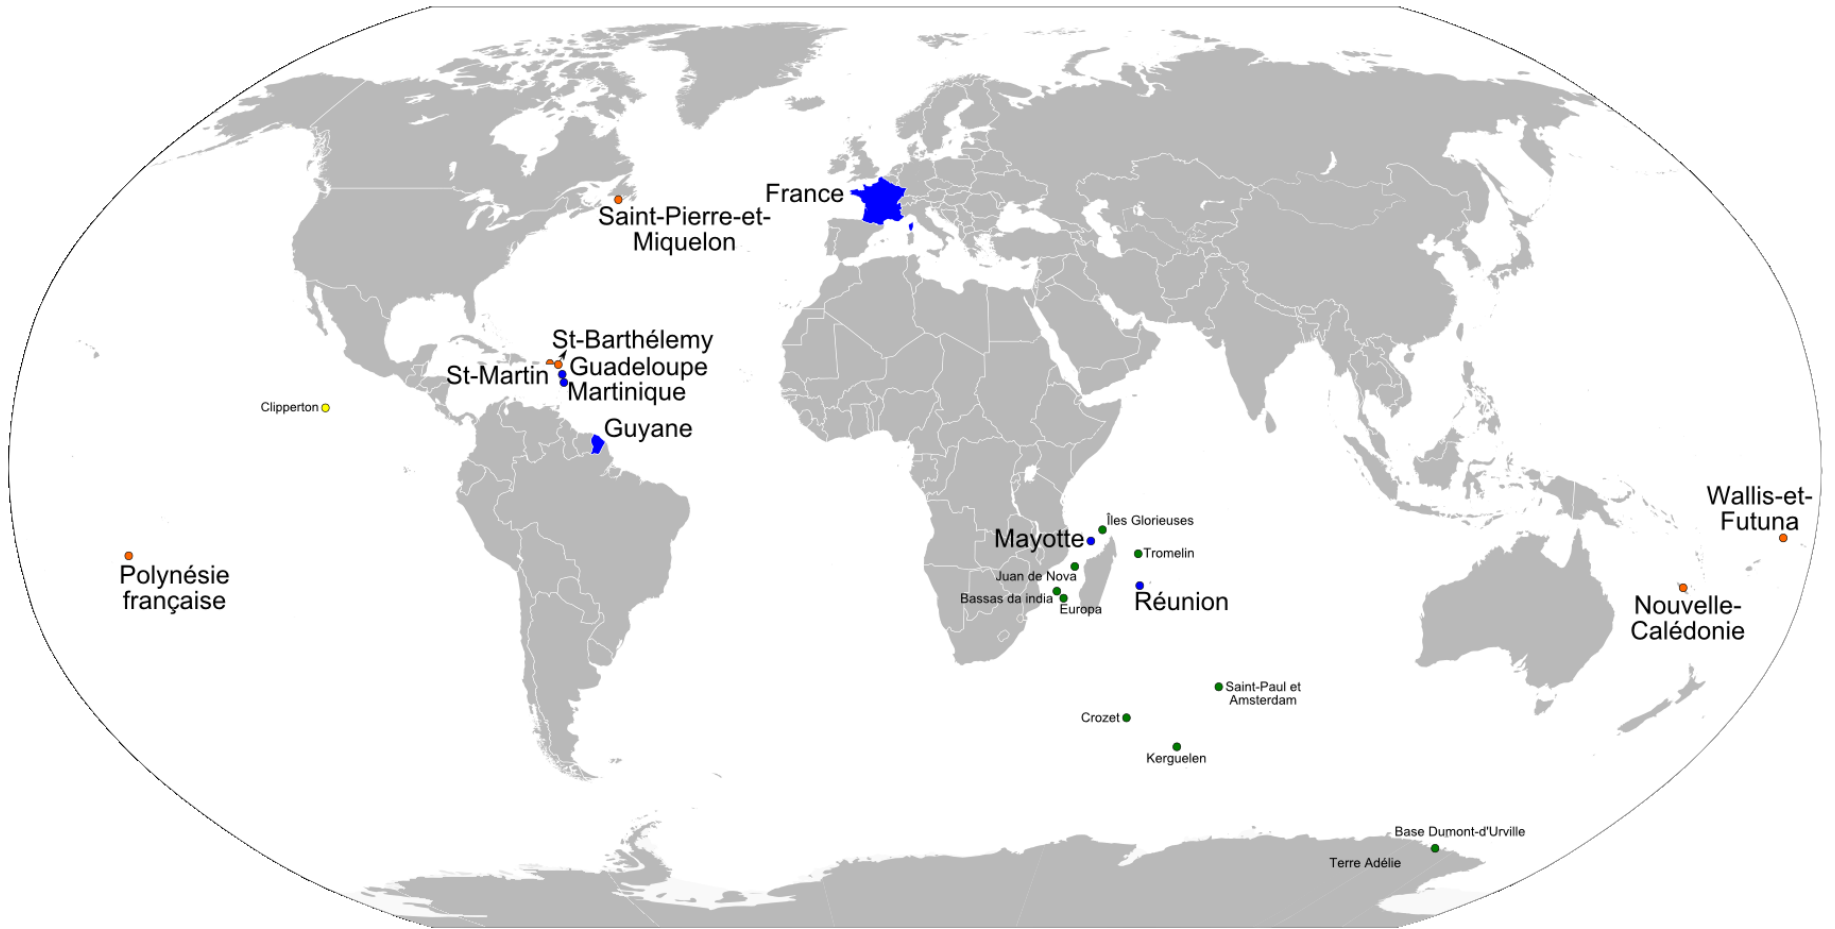 France
Saint-Pierre-et-
Miquelon
St-Barthélemy
Guadeloupe
St-Martin
Martinique
Clipperton
Guyane
Wallis-et-
Futuna
Îles Glorieuses
Mayotte
Tromelin
Polynésie
française
Juan de Nova
Bassas da india
Europa
Réunion
Nouvelle-
Calédonie
Saint-Paul et
Amsterdam
Crozet
Kerguelen
Base Dumont-d'Urville
Terre Adélie